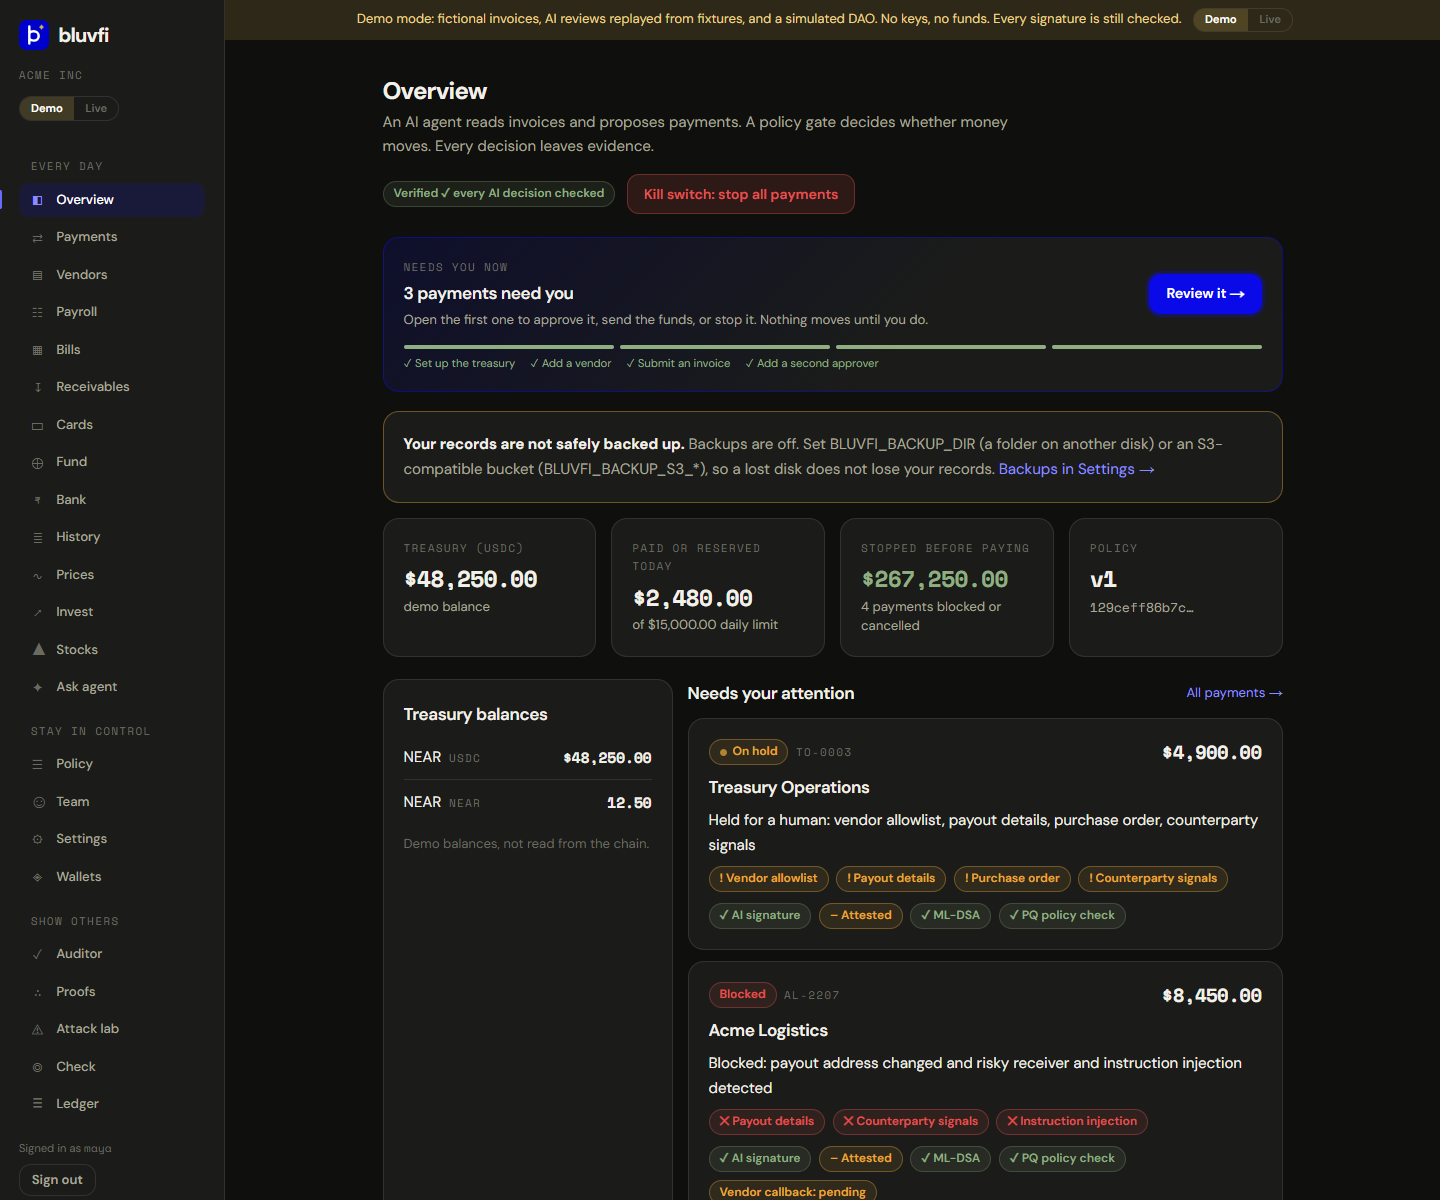 bluvfi
ACME INC
Demo Live
EVERY DAY
Overview
Payments
Vendors
Payroll
Bills
Receivables
Cards
Fund
Bank
History
Prices
Invest
Stocks
Ask agent
STAY IN CONTROL
Policy
Team
Settings
Wallets
SHOW OTHERS
Auditor
Proofs
Attack lab
Check
Ledger
Signed in as maya
Sign out
Demo mode: fictional invoices, AI reviews replayed from fixtures, and a simulated DAO. No keys, no funds. Every signature is still checked. Demo Live
Overview
An AI agent reads invoices and proposes payments. A policy gate decides whether money
moves. Every decision leaves evidence.
Verified ✓ every AI decision checked
Kill switch: stop all payments
NEEDS YOU NOW
3 payments need you
Open the first one to approve it, send the funds, or stop it. Nothing moves until you do.
Review it →
✓ Set up the treasury ✓ Add a vendor ✓ Submit an invoice ✓ Add a second approver
Your records are not safely backed up. Backups are off. Set BLUVFI_BACKUP_DIR (a folder on another disk) or an S3-
compatible bucket (BLUVFI_BACKUP_S3_*), so a lost disk does not lose your records. Backups in Settings →
TREASURY (USDC)
$48,250.00
demo balance
PAID OR RESERVED
TODAY
$2,480.00
of $15,000.00 daily limit
STOPPED BEFORE PAYING
$267,250.00
4 payments blocked or
cancelled
POLICY
v1
129ceff86b7c…
Treasury balances
NEAR USDC $48,250.00
NEAR NEAR 12.50
Demo balances, not read from the chain.
Needs your attention
All payments →
On hold TO-0003 $4,900.00
Treasury Operations
Held for a human: vendor allowlist, payout details, purchase order, counterparty
signals
! Vendor allowlist ! Payout details ! Purchase order ! Counterparty signals
✓ AI signature – Attested ✓ ML-DSA ✓ PQ policy check
Blocked AL-2207 $8,450.00
Acme Logistics
Blocked: payout address changed and risky receiver and instruction injection
detected
✕ Payout details ✕ Counterparty signals ✕ Instruction injection
✓ AI signature – Attested ✓ ML-DSA ✓ PQ policy check
Vendor callback: pending